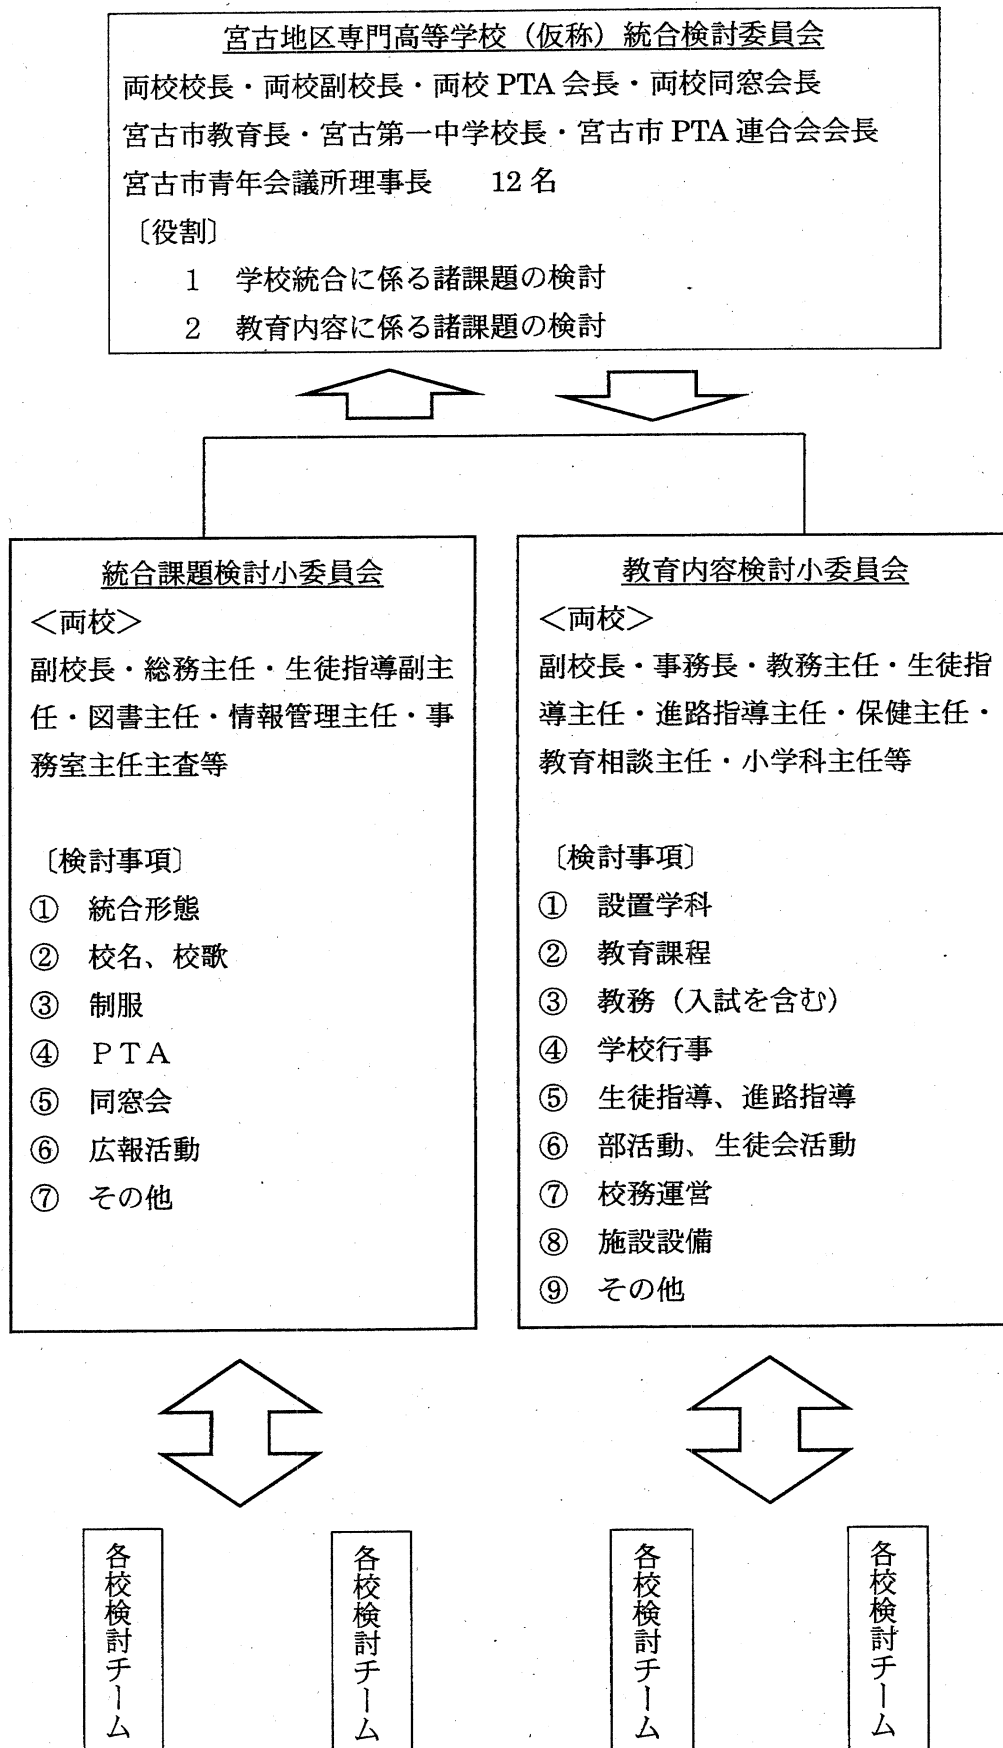 宮古地区専門高等学校（仮称）統合検討委員会
両校校長・両校副校長・両校 PTA 会長・両校同窓会長
宮古市教育長・宮古第一中学校長・宮古市 PTA 連合会会長
宮古市青年会議所理事長　　12 名
〔役割〕
1　学校統合に係る諸課題の検討
2　教育内容に係る諸課題の検討
統合課題検討小委員会
＜両校＞
副校長・総務主任・生徒指導副主
任・図書主任・情報管理主任・事
務室主任主査等
〔検討事項〕
①　統合形態
②　校名、校歌
③　制服
④　ＰＴＡ
⑤　同窓会
⑥　広報活動
⑦　その他
教育内容検討小委員会
＜両校＞
副校長・事務長・教務主任・生徒指
導主任・進路指導主任・保健主任・
教育相談主任・小学科主任等
〔検討事項〕
①　設置学科
②　教育課程
③　教務（入試を含む）
④　学校行事
⑤　生徒指導、進路指導
⑥　部活動、生徒会活動
⑦　校務運営
⑧　施設設備
⑨　その他
各校検討チーム
各校検討チーム
各校検討チーム
各校検討チーム